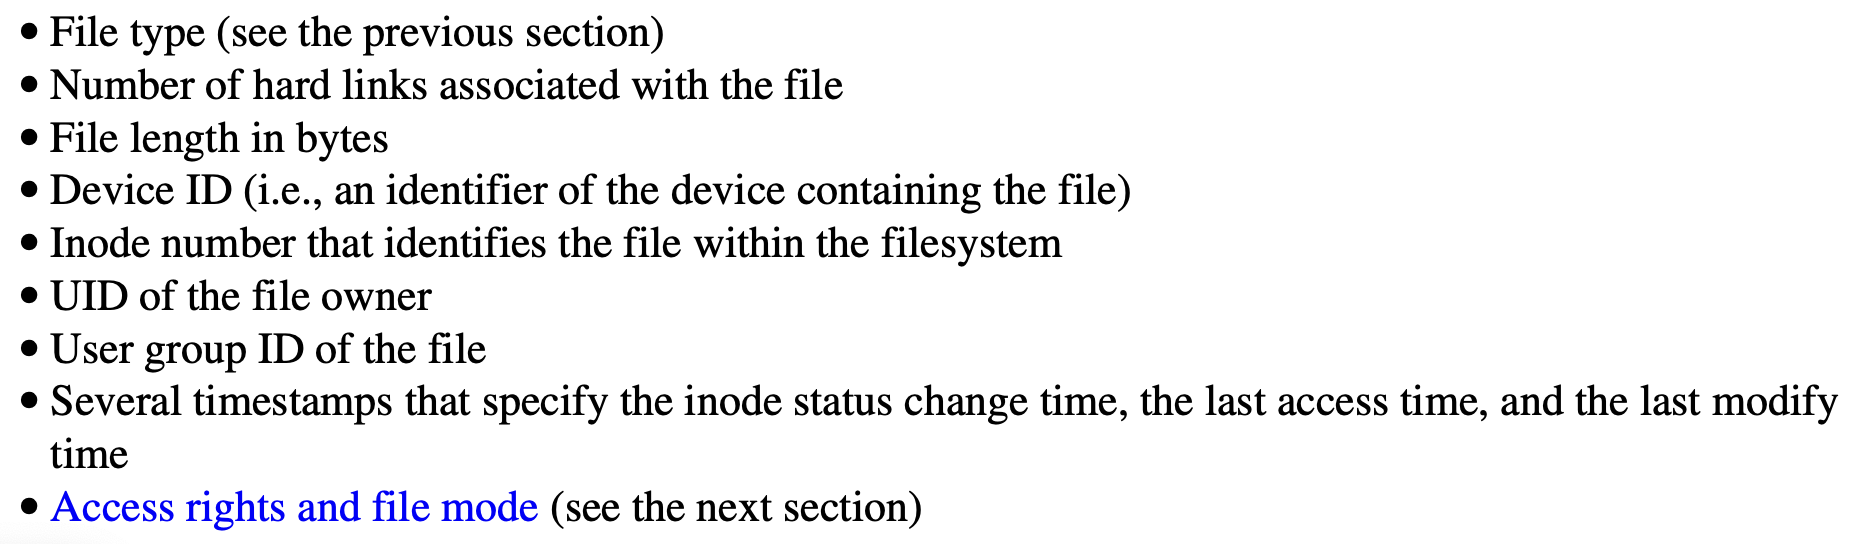 • File type (see the previous section)
• Number of hard links associated with the file
• File length in bytes
• Device ID (i.e., an identifier of the device containing the file)
• Inode number that identifies the file within the filesystem
• UID of the file owner
• User group ID of the file
• Several timestamps that specify the inode status change time, the last access time, and the last modify
time
• Access rights and file mode (see the next section)